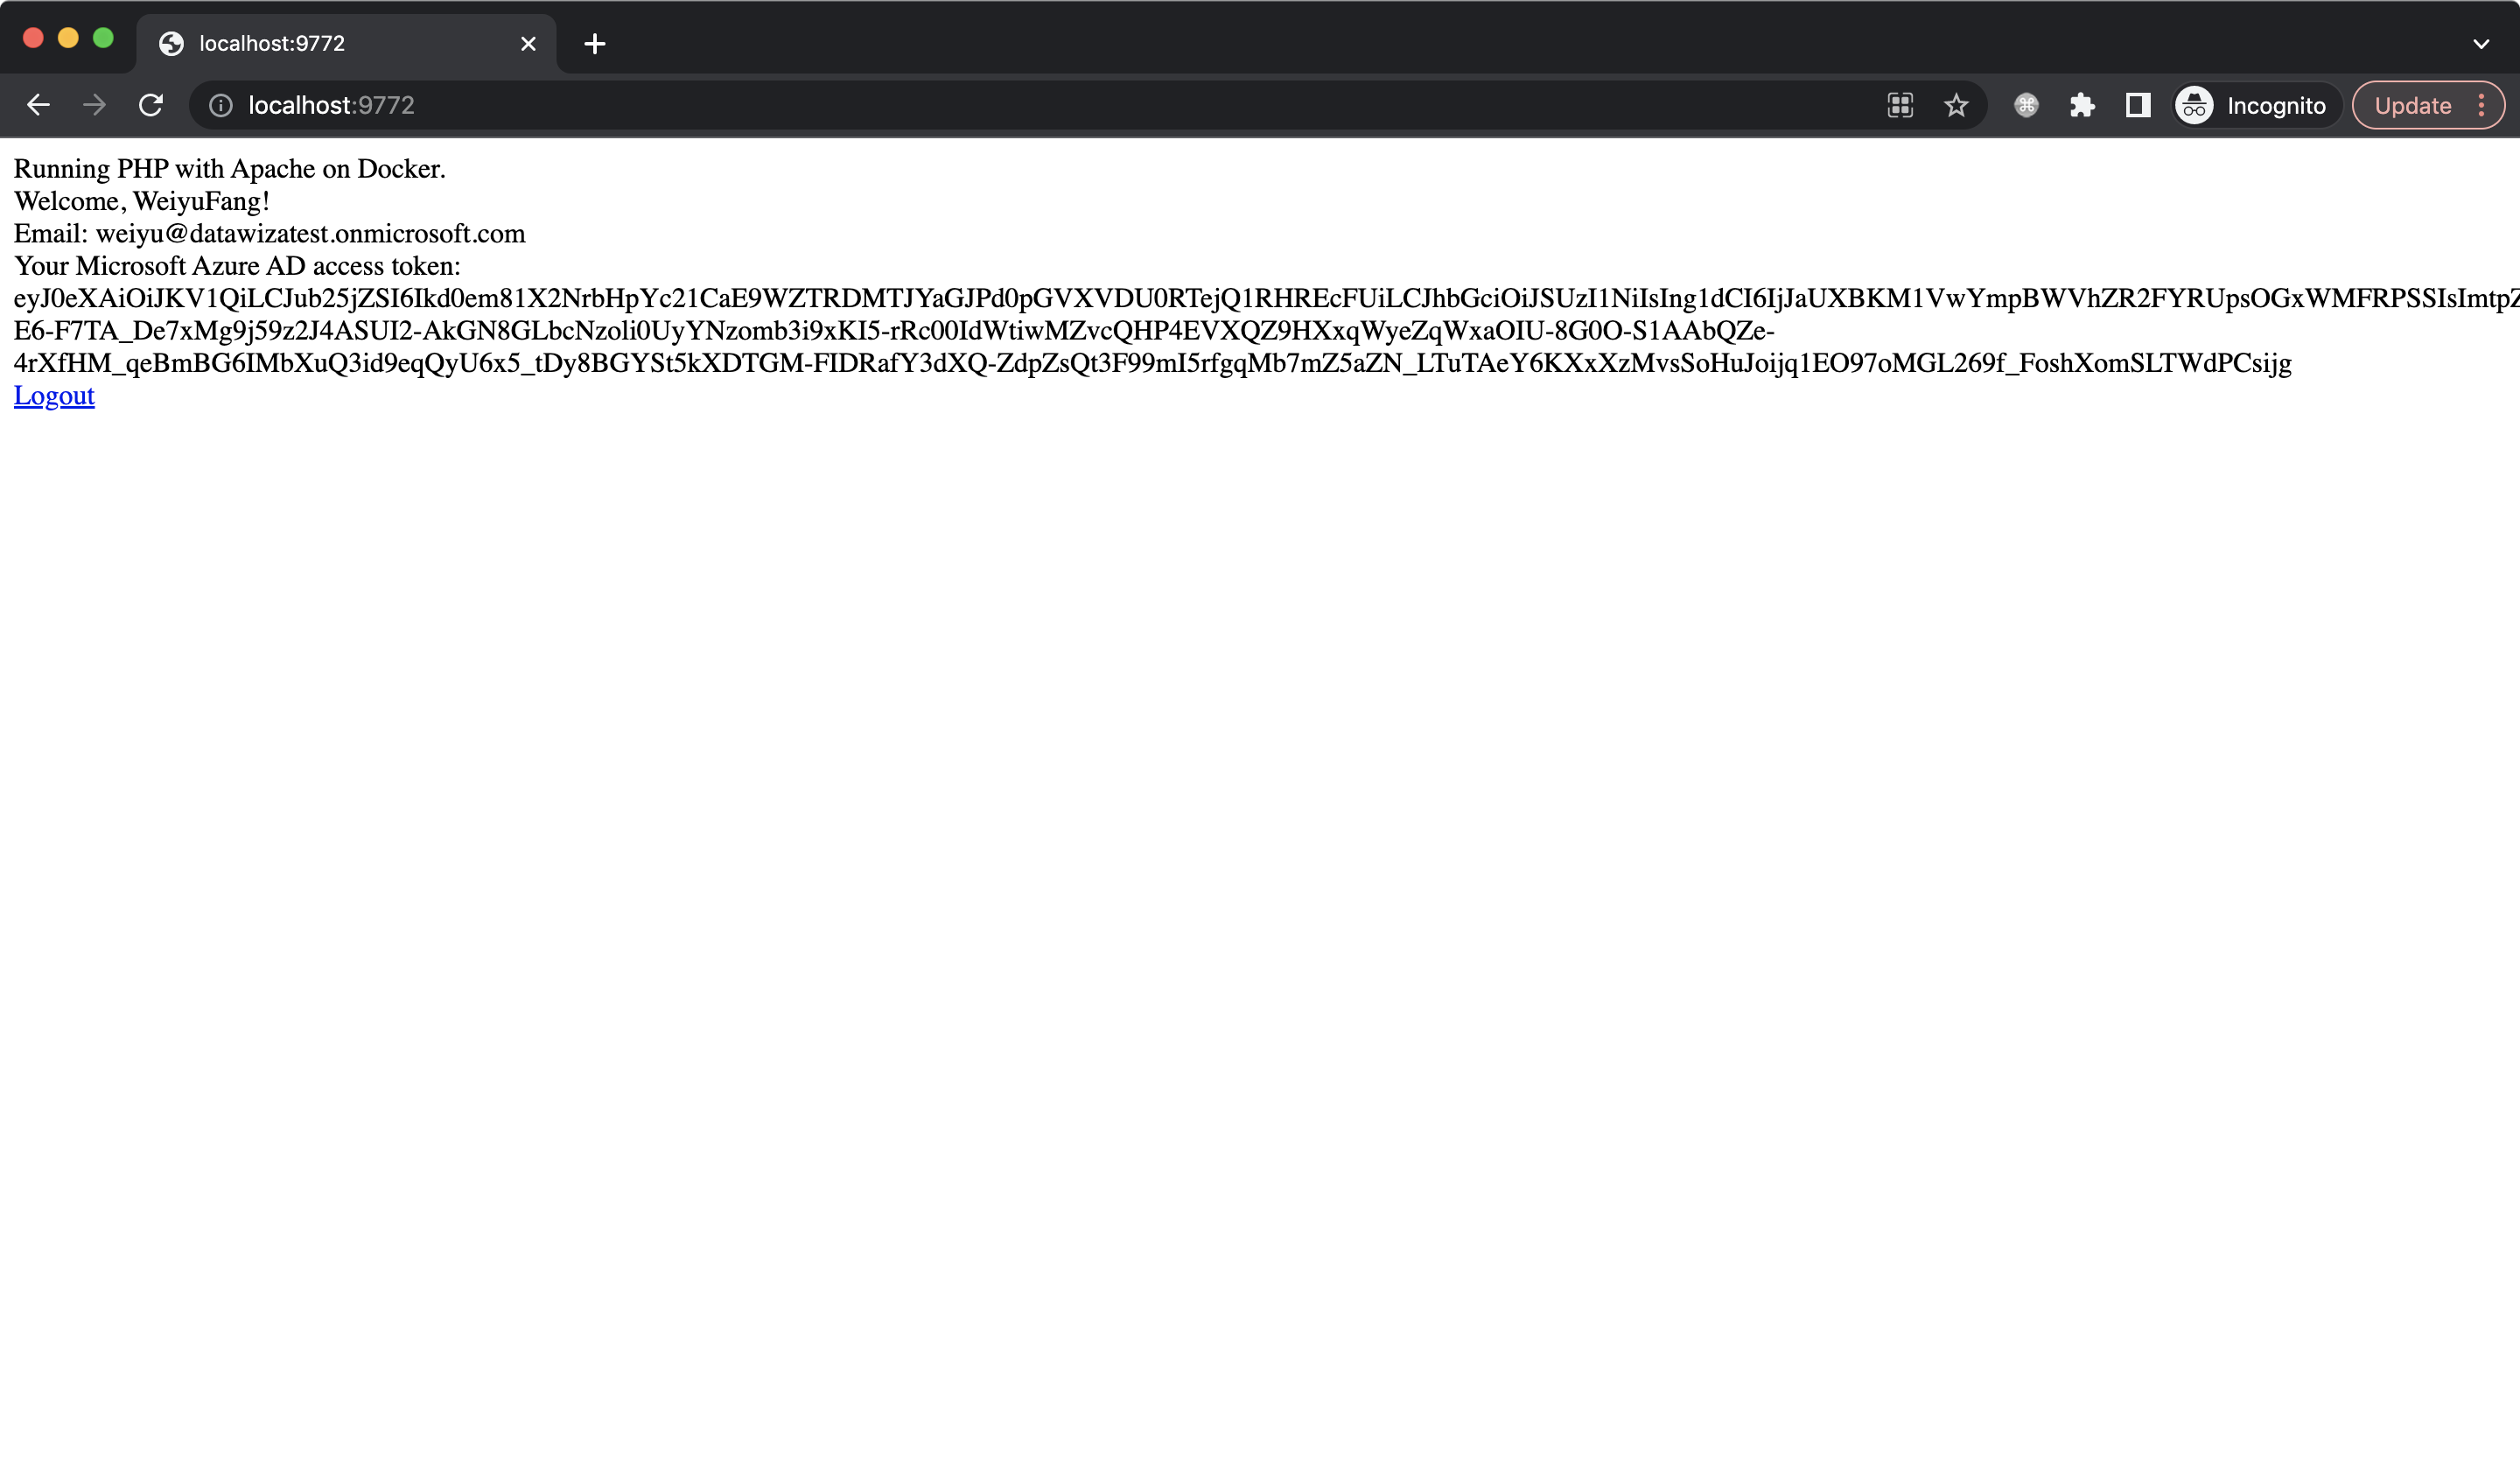 localhost:9772
localhost:9772
Incognito
Update
Running PHP with Apache on Docker.
Welcome, WeiyuFang!
Email: weiyu@datawizatest.onmicrosoft.com
Your Microsoft Azure AD access token:
eyJ0eXAiOiJKV1QiLCJub25jZSI6Ikd0em81X2NrbHpYc21CaE9WZTRDMTJYaGJPd0pGVXVDU0RTejQ1RHREcFUiLCJhbGciOiJSUzI1NiIsIng1dCI6IjJaUXBKM1VwYmpBWVhZR2FYRUpsOGxWMFRPSSIsImtpZ
E6-F7TA_De7xMg9j59z2J4ASUI2-AkGN8GLbcNzoli0UyYNzomb3i9xKI5-rRc00IdWtiwMZvcQHP4EVXQZ9HXxqWyeZqWxaOIU-8G0O-S1AAbQZe-
4rXfHM_qeBmBG6IMbXuQ3id9eqQyU6x5_tDy8BGYSt5kXDTGM-FIDRafY3dXQ-ZdpZsQt3F99mI5rfgqMb7mZ5aZN_LTuTAeY6KXxXzMvsSoHuJoijq1EO97oMGL269f_FoshXomSLTWdPCsijg
Logout